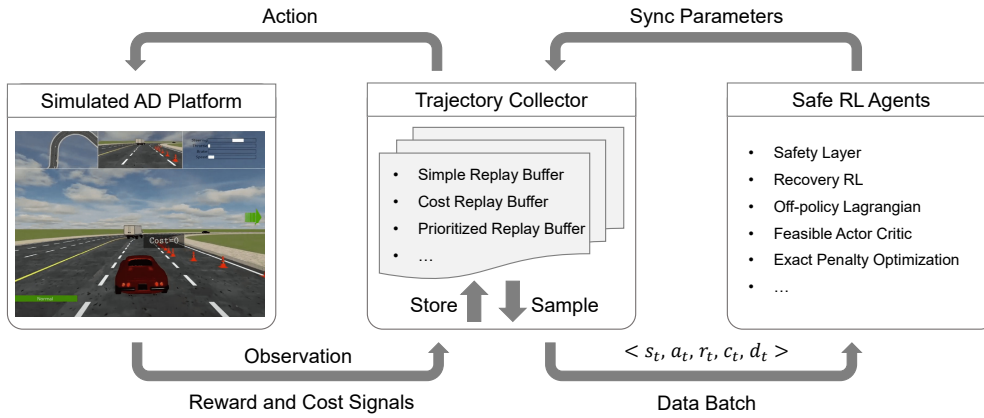 Action
Sync Parameters
Simulated AD Platform
Cost=0
Normal
Trajectory Collector
• Simple Replay Buffer
• Cost Replay Buffer
• Prioritized Replay Buffer
• …
Store
Sample
Safe RL Agents
• Safety Layer
• Recovery RL
• Off-policy Lagrangian
• Feasible Actor Critic
• Exact Penalty Optimization
• …
Observation
< s_t, a_t, r_t, c_t, d_t >
Reward and Cost Signals
Data Batch